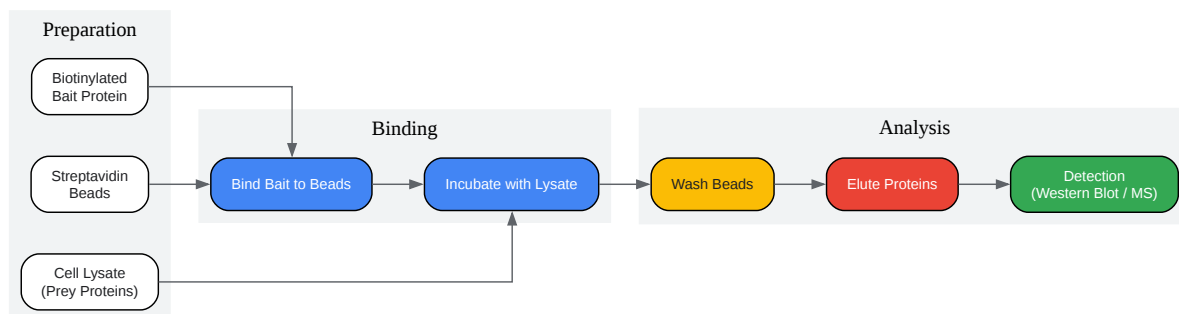 Preparation
Biotinylated
Bait Protein
Streptavidin
Beads
Cell Lysate
(Prey Proteins)
Binding
Bind Bait to Beads
Incubate with Lysate
Analysis
Wash Beads
Elute Proteins
Detection
(Western Blot / MS)